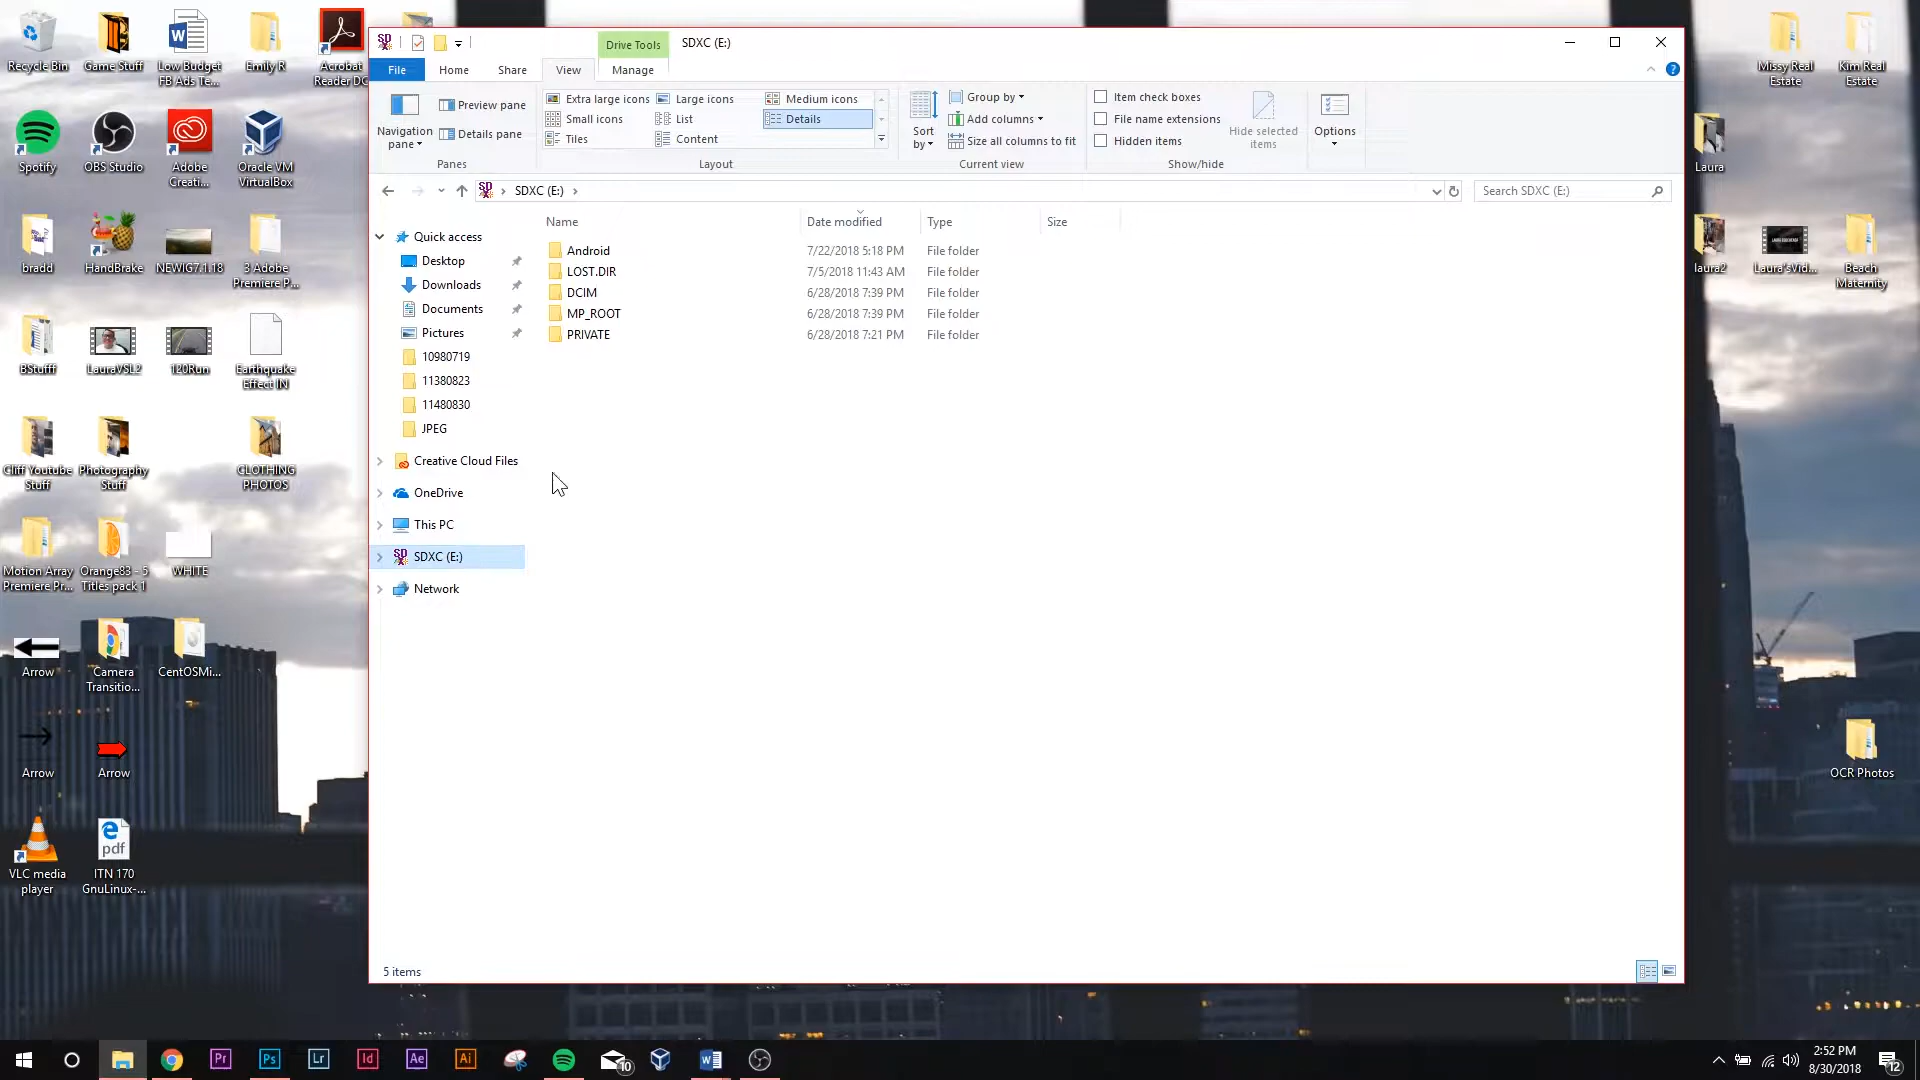 Recycle Bin
Game Stuff
Low Budget
FB Ads Te...
Emily R
Acrobat
Reader DC
Spotify
OBS Studio
Adobe
Creati...
Oracle VM
VirtualBox
bradd
HandBrake
NEWIG7.1.18
3 Adobe
Premiere P...
BStufff
LauraVSL2
120Run
Earthquake
Effect IN
Cliff Youtube
Stuff
Photography
Stuff
CLOTHING
PHOTOS
Motion Array
Premiere Pr...
Orange83 - 5
Titles pack 1
WHITE
Arrow
Camera
Transitio...
CentOSMi...
Arrow
Arrow
VLC media
player
pdf
ITN 170
GnuLinux-...
Drive Tools
SDXC (E:)
File
Home
Share
View
Manage
Navigation
pane
Preview pane
Details pane
Panes
Extra large icons
Large icons
Medium icons
Small icons
List
Details
Tiles
Content
Layout
Sort
by
Group by
Add columns
Size all columns to fit
Current view
Item check boxes
File name extensions
Hidden items
Hide selected
items
Show/hide
Options
SDXC (E:)
Search SDXC (E:)
Quick access
Desktop
Downloads
Documents
Pictures
10980719
11380823
11480830
JPEG
Creative Cloud Files
OneDrive
This PC
SDXC (E:)
Network
Name Date modified Type Size
Android 7/22/2018 5:18 PM File folder
LOST.DIR 7/5/2018 11:43 AM File folder
DCIM 6/28/2018 7:39 PM File folder
MP_ROOT 6/28/2018 7:39 PM File folder
PRIVATE 6/28/2018 7:21 PM File folder
5 items
Missy Real
Estate
Kim Real
Estate
Laura
laura2
Laura'sVid...
Beach
Maternity
OCR Photos
Pr
Ps
Lr
Id
Ae
Ai
10
2:52 PM
8/30/2018
12